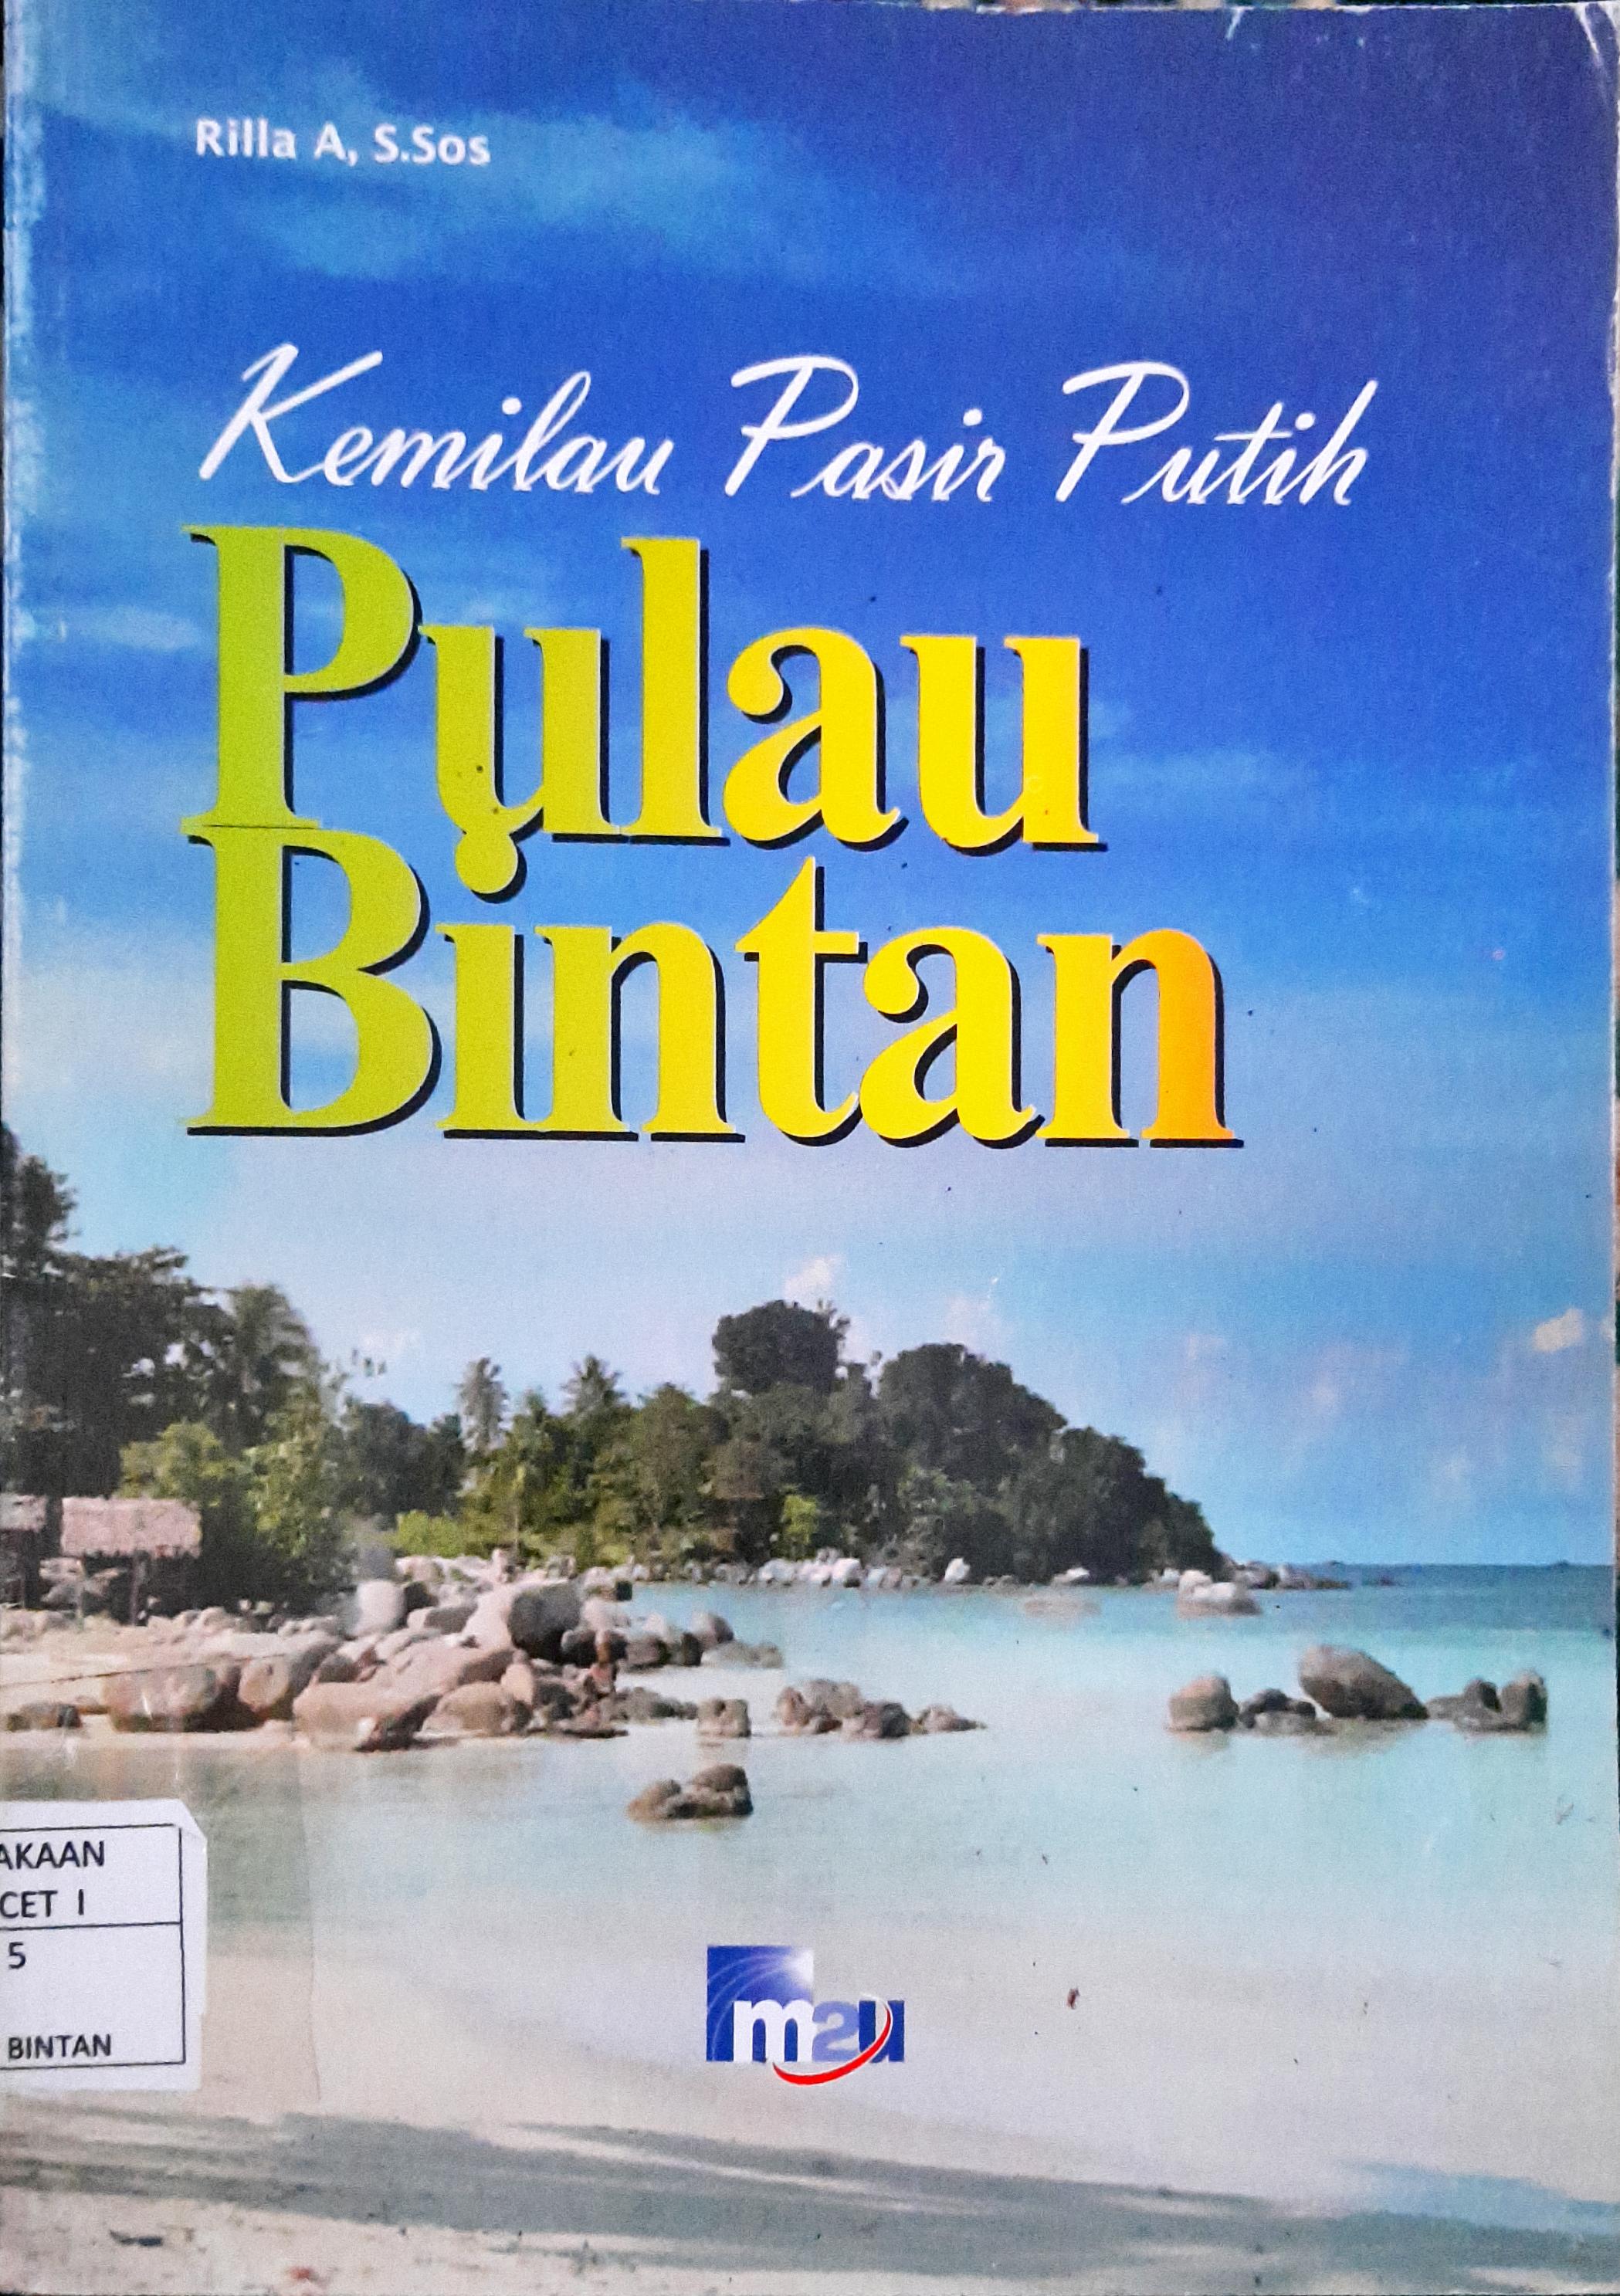 Rilla A, S.Sos
Kemilau Pasir Putih
Pulau
Bintan
AKAAN
CET I
5
BINTAN
m2u